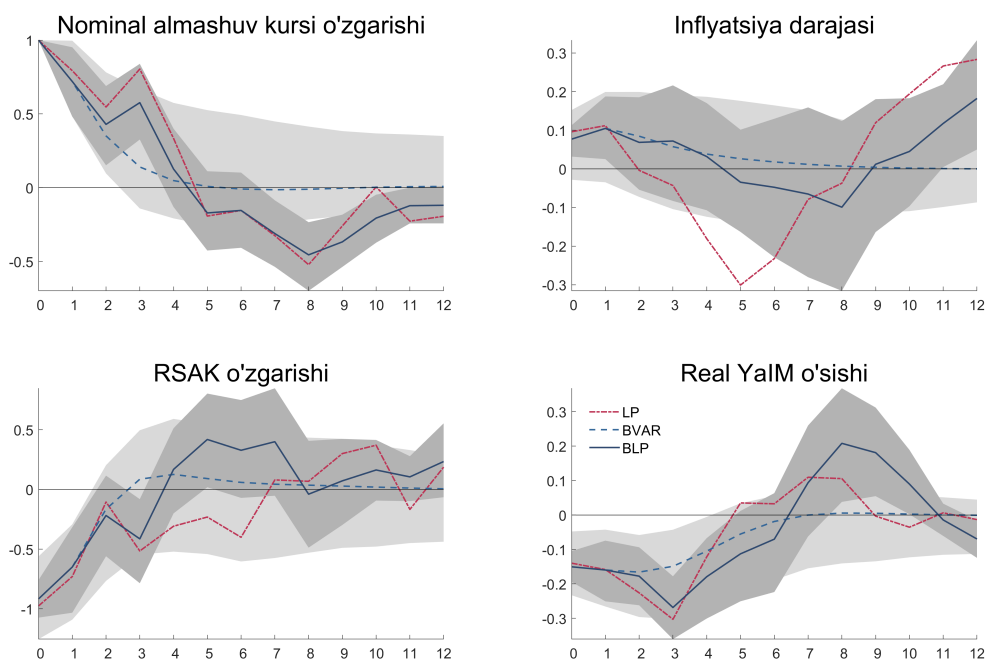 Nominal almashuv kursi o'zgarishi
1
0.5
0
-0.5
0 1 2 3 4 5 6 7 8 9 10 11 12
Inflyatsiya darajasi
0.3
0.2
0.1
0
-0.1
-0.2
-0.3
0 1 2 3 4 5 6 7 8 9 10 11 12
RSAK o'zgarishi
0.5
0
-0.5
-1
0 1 2 3 4 5 6 7 8 9 10 11 12
Real YaIM o'sishi
0.3
0.2
0.1
0
-0.1
-0.2
-0.3
LP
BVAR
BLP
0 1 2 3 4 5 6 7 8 9 10 11 12